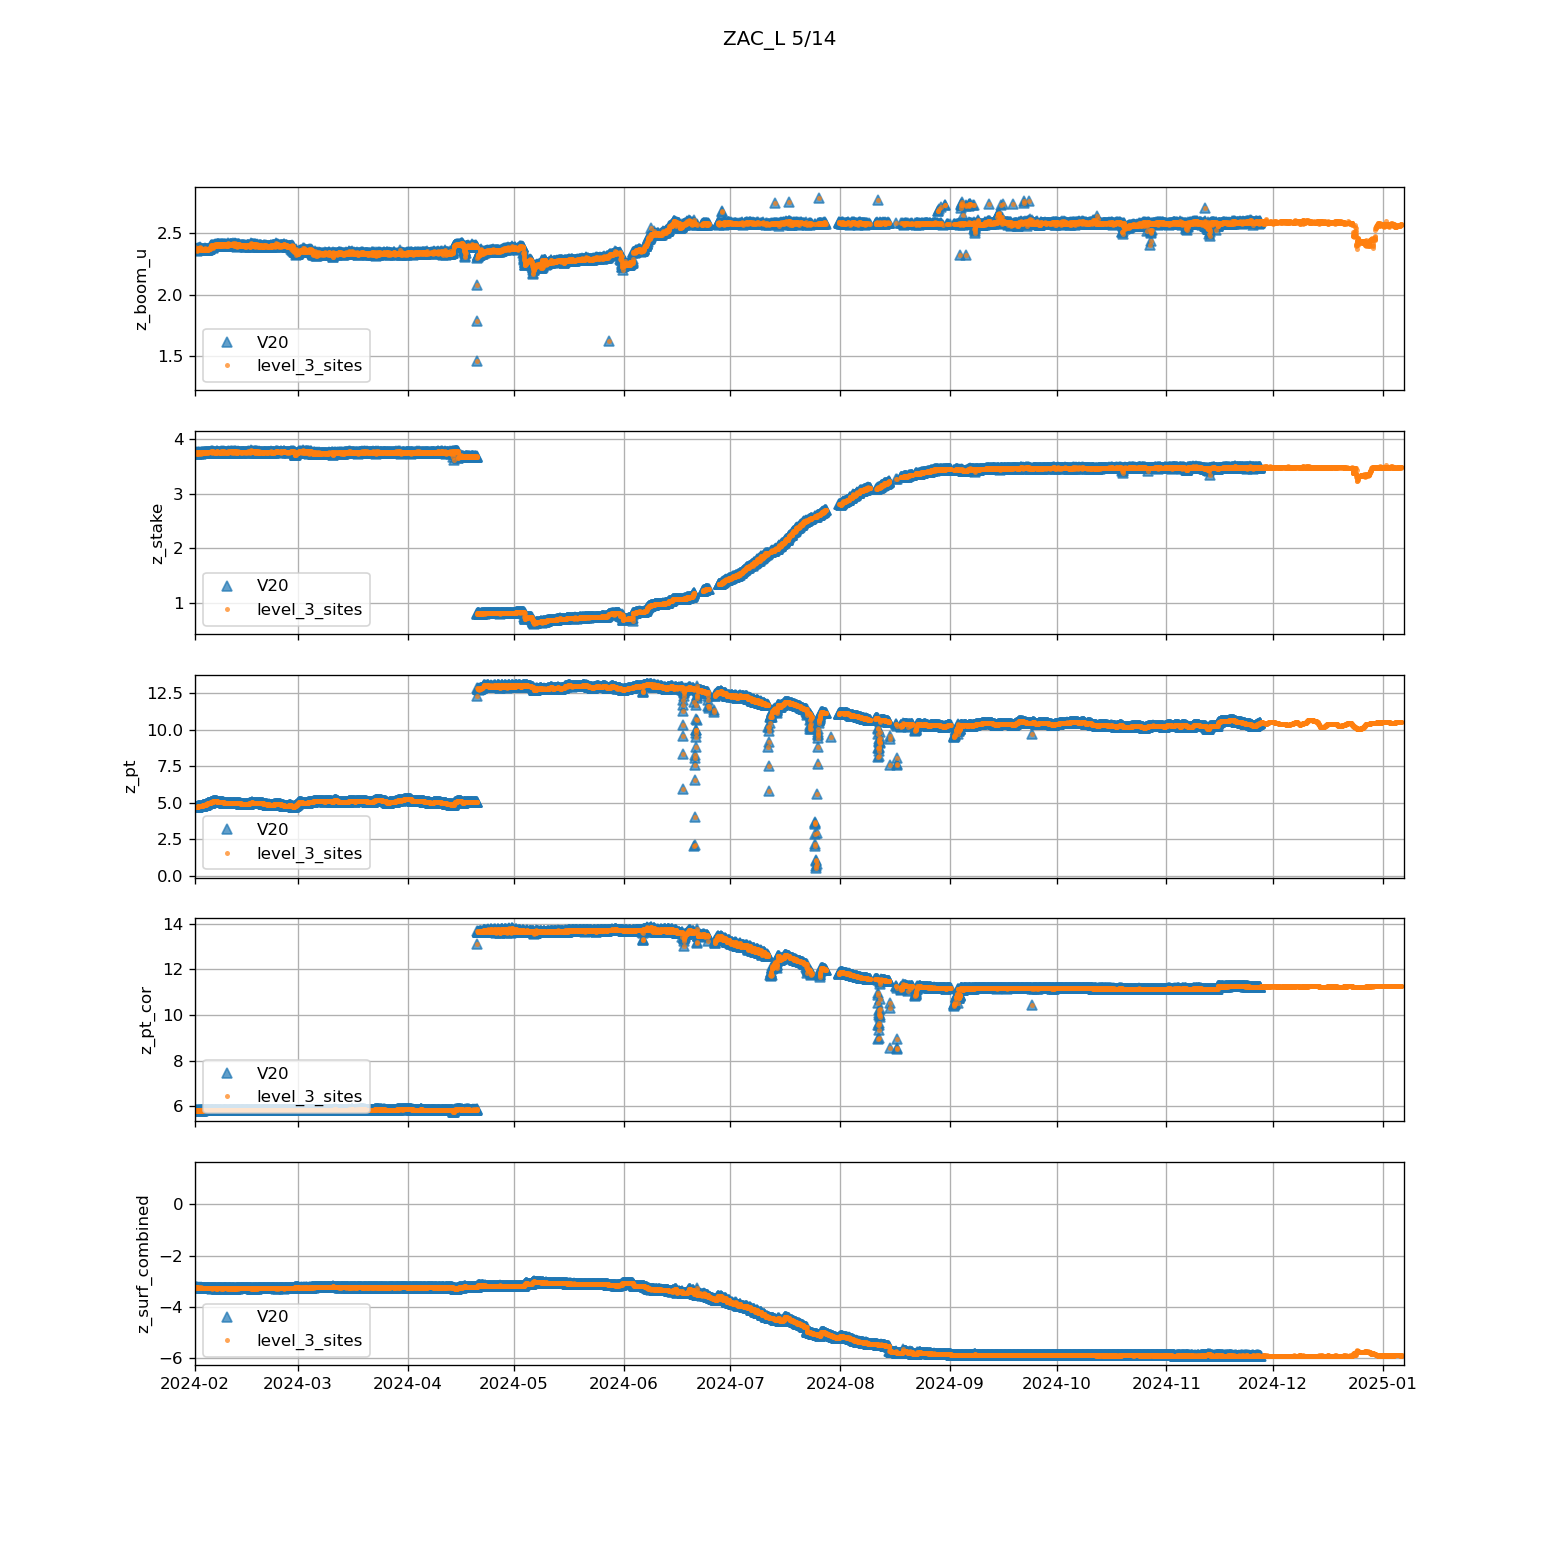 ZAC_L 5/14
z_boom_u
2.5
2.0
1.5
V20
level_3_sites
z_stake
4
3
2
1
V20
level_3_sites
z_pt
12.5
10.0
7.5
5.0
2.5
0.0
V20
level_3_sites
z_pt_cor
14
12
10
8
6
V20
level_3_sites
z_surf_combined
0
−2
−4
−6
V20
level_3_sites
2024-02 2024-03 2024-04 2024-05 2024-06 2024-07 2024-08 2024-09 2024-10 2024-11 2024-12 2025-01